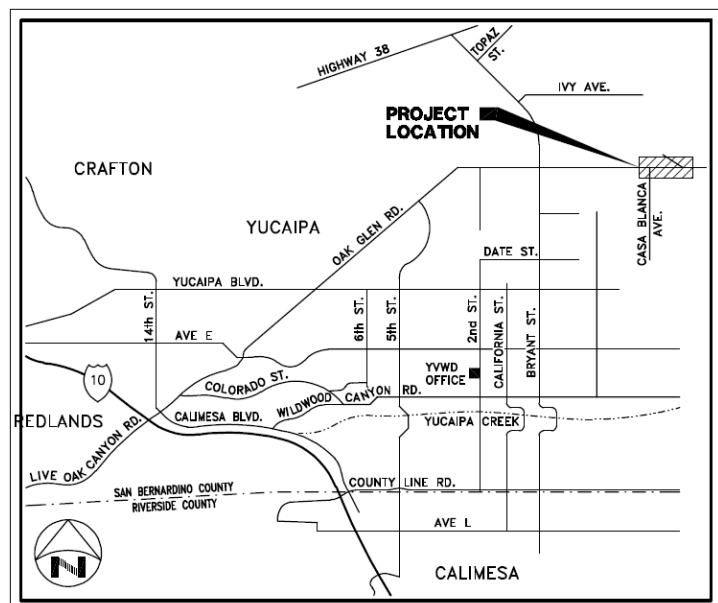 TOPAZ
ST.
HIGHWAY 38
IVY AVE.
PROJECT
LOCATION
CRAFTON
YUCAIPA
OAK GLEN RD.
CASA BLANCA
AVE.
DATE ST.
YUCAIPA BLVD.
14th ST.
6th ST.
5th ST.
2nd ST.
CALIFORNIA ST.
BRYANT ST.
AVE E
10
YVWD
OFFICE
COLORADO ST.
WILDWOOD CANYON RD.
REDLANDS
CALIMESA BLVD.
YUCAIPA CREEK
LIVE OAK CANYON RD.
SAN BERNARDINO COUNTY
RIVERSIDE COUNTY
COUNTY LINE RD.
AVE L
N
CALIMESA